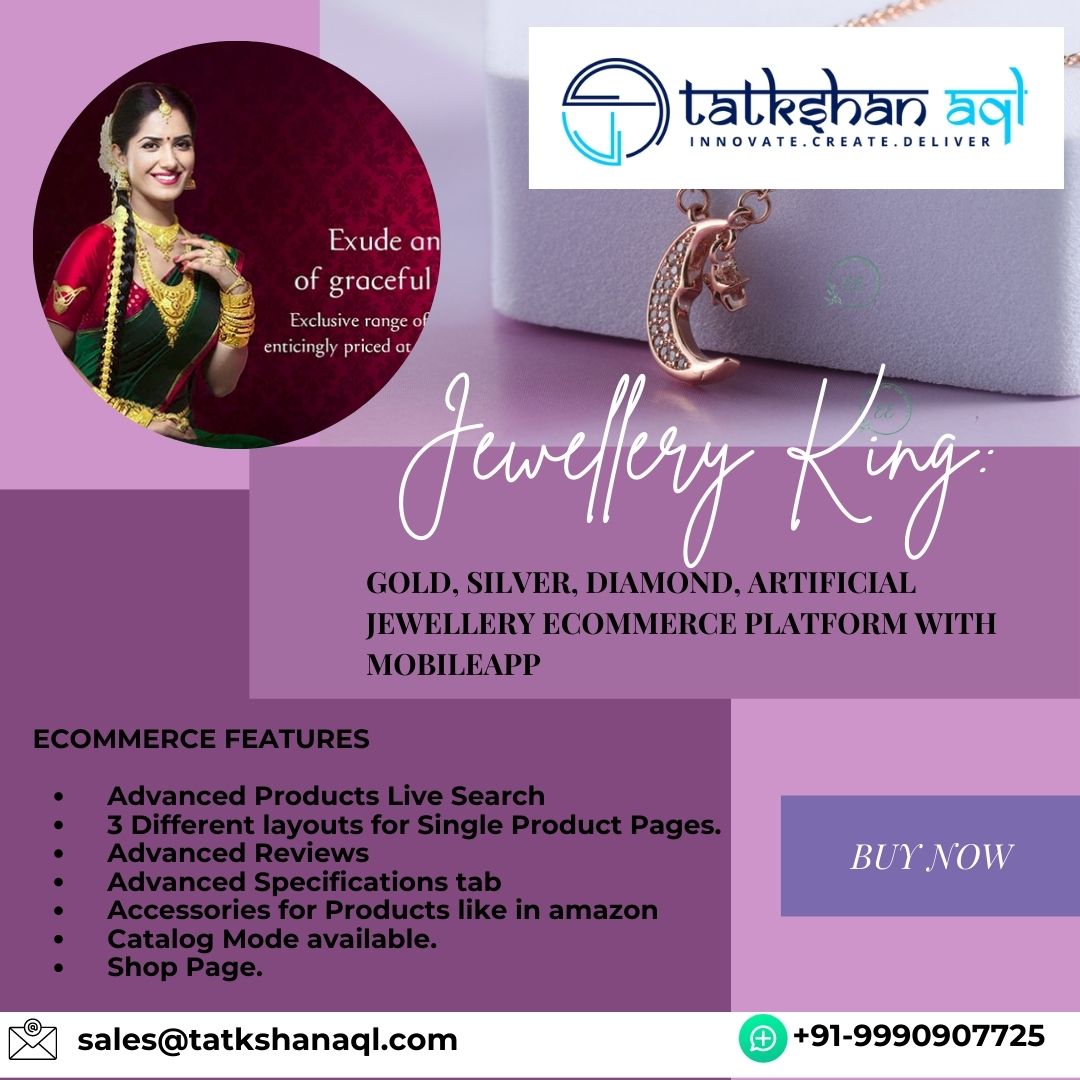 tatkshan aql
INNOVATE.CREATE.DELIVER
Exude an
of graceful
Exclusive range of
enticingly priced at
Jewellery King:
GOLD, SILVER, DIAMOND, ARTIFICIAL
JEWELLERY ECOMMERCE PLATFORM WITH
MOBILEAPP
ECOMMERCE FEATURES
• Advanced Products Live Search
• 3 Different layouts for Single Product Pages.
• Advanced Reviews
• Advanced Specifications tab
• Accessories for Products like in amazon
• Catalog Mode available.
• Shop Page.
BUY NOW
sales@tatkshanaql.com
+91-9990907725